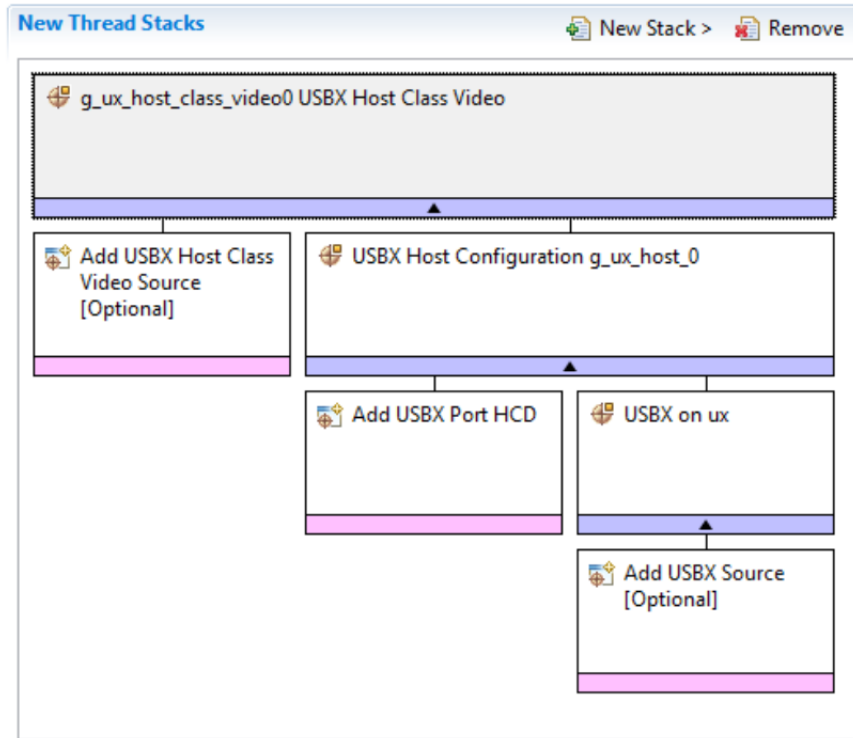 New Thread Stacks
New Stack >
Remove
g_ux_host_class_video0 USBX Host Class Video
Add USBX Host Class
Video Source
[Optional]
USBX Host Configuration g_ux_host_0
Add USBX Port HCD
USBX on ux
Add USBX Source
[Optional]